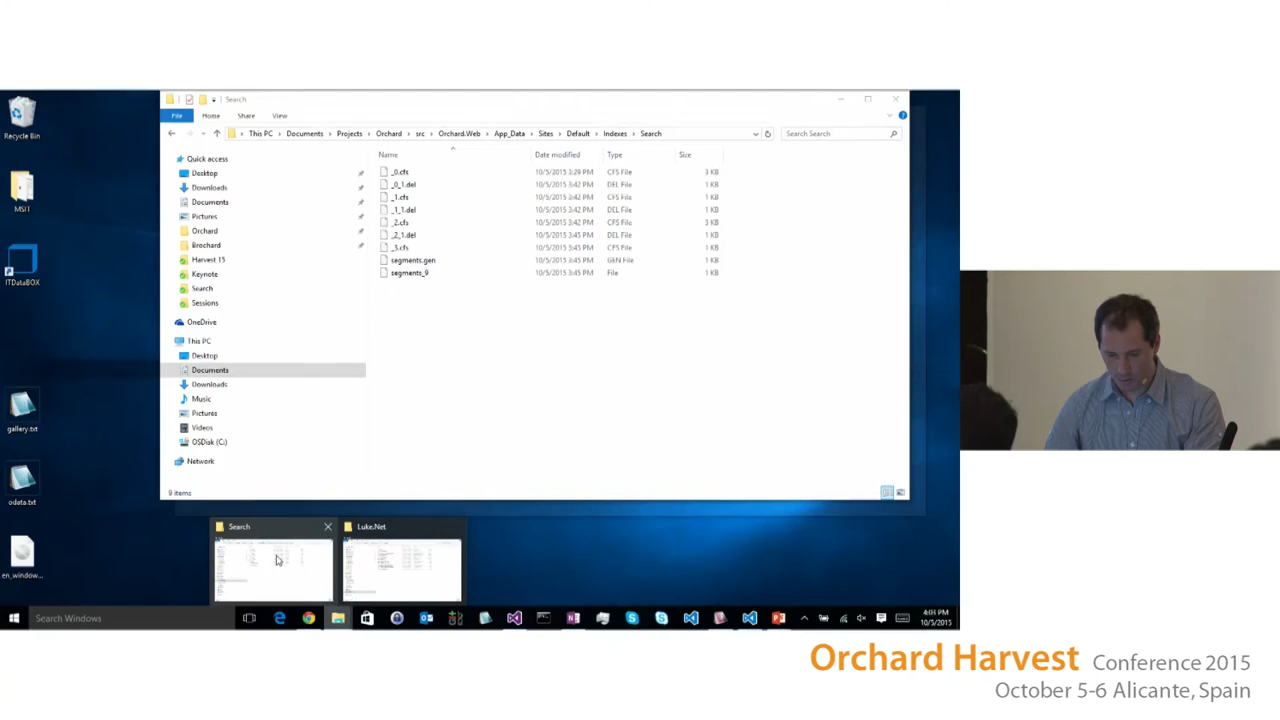 Search
File Home Share View
This PC Documents Projects Orchard src Orchard.Web App_Data Sites Default Indexes Search Search Search
Recycle Bin
MSIT
ITDataBOX
gallery.txt
odata.txt
en_window...
Quick access
Desktop
Downloads
Documents
Pictures
Orchard
Brochard
Harvest 15
Keynote
Search
Sessions
OneDrive
This PC
Desktop
Documents
Downloads
Music
Pictures
Videos
OSDisk (C:)
Network
Name Date modified Type Size
_0.cfs 10/5/2015 3:29 PM CFS File 3 KB
_0_1.del 10/5/2015 3:42 PM DEL File 1 KB
_1.cfs 10/5/2015 3:42 PM CFS File 1 KB
_1_1.del 10/5/2015 3:42 PM DEL File 1 KB
_2.cfs 10/5/2015 3:42 PM CFS File 3 KB
_2_1.del 10/5/2015 3:45 PM DEL File 1 KB
_3.cfs 10/5/2015 3:45 PM CFS File 1 KB
segments.gen 10/5/2015 3:45 PM GEN File 1 KB
segments_9 10/5/2015 3:45 PM File 1 KB
9 items
Search Luke.Net
Search Windows
4:03 PM
10/5/2015
Orchard Harvest Conference 2015
October 5-6 Alicante, Spain